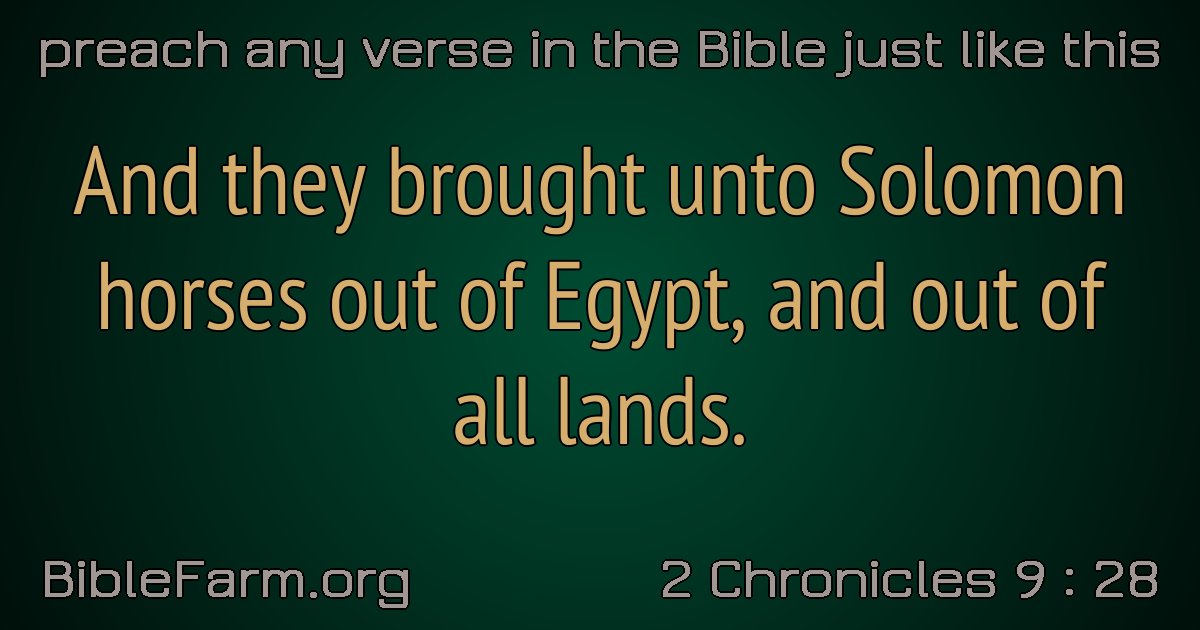 preach any verse in the Bible just like this
And they brought unto Solomon
horses out of Egypt, and out of
all lands.
BibleFarm.org
2 Chronicles 9 : 28